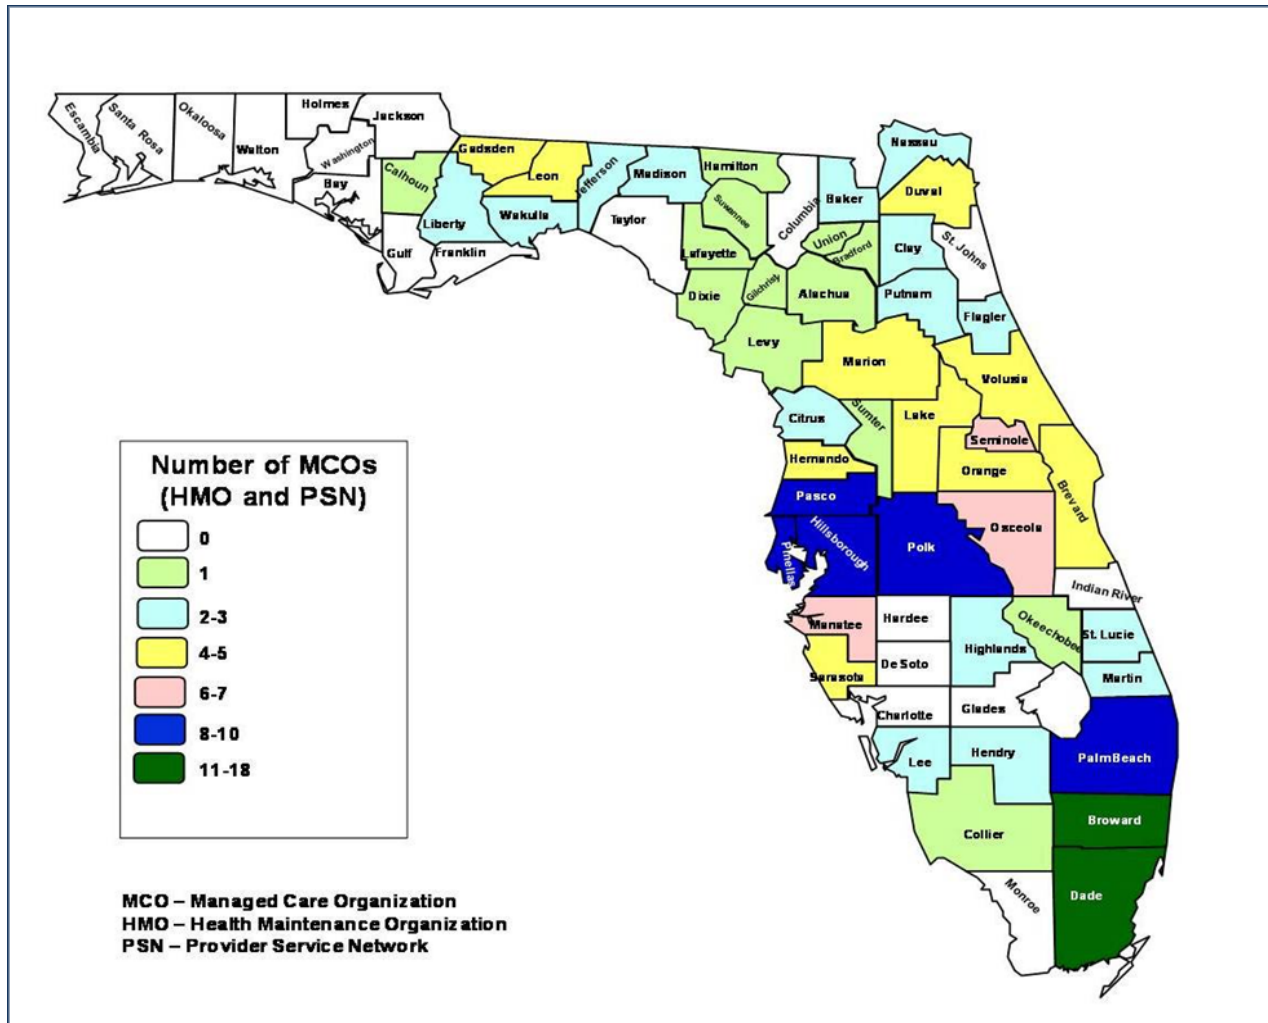 Escambia
Santa Rosa
Okaloosa
Walton
Holmes
Washington
Jackson
Bay
Calhoun
Gulf
Gadsden
Liberty
Franklin
Leon
Wakulla
Jefferson
Madison
Taylor
Hamilton
Suwannee
Lafayette
Dixie
Columbia
Gilchrist
Baker
Union
Bradford
Alachua
Levy
Nassau
Duval
Clay
St. Johns
Putnam
Flagler
Marion
Volusia
Citrus
Sumter
Lake
Seminole
Hernando
Orange
Brevard
Pasco
Pinellas
Hillsborough
Polk
Osceola
Indian River
Manatee
Hardee
Highlands
Okeechobee
St. Lucie
Sarasota
De Soto
Martin
Charlotte
Glades
Lee
Hendry
PalmBeach
Collier
Broward
Monroe
Dade
Number of MCOs
(HMO and PSN)
0
1
2-3
4-5
6-7
8-10
11-18
MCO – Managed Care Organization
HMO – Health Maintenance Organization
PSN – Provider Service Network